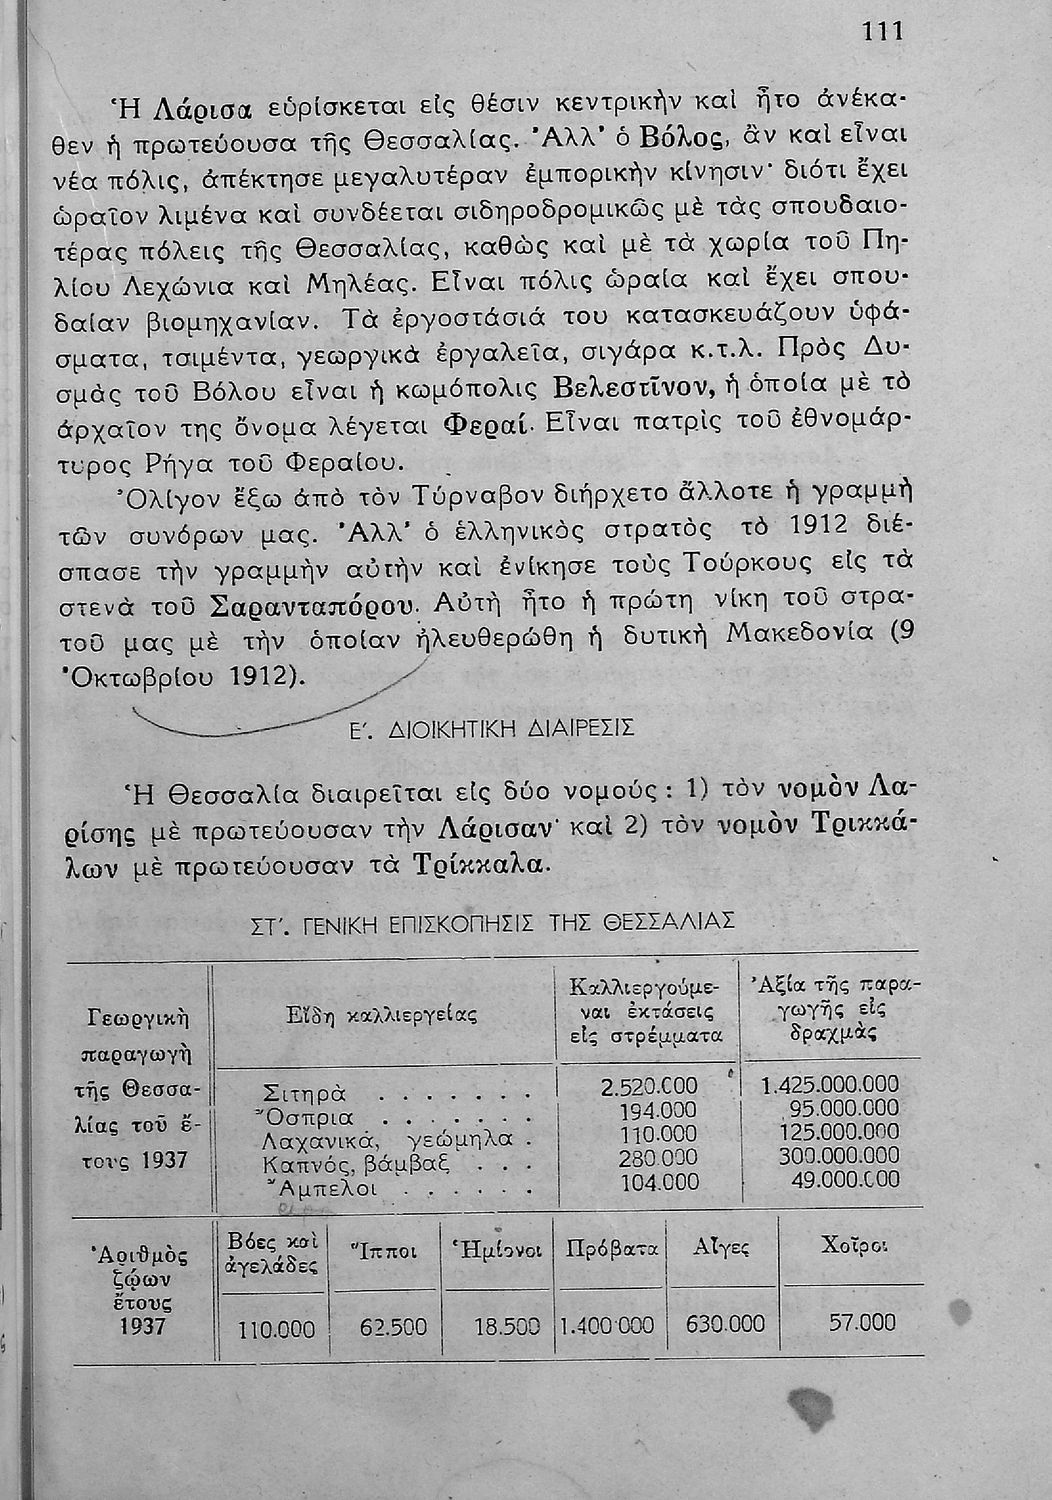 111
Ἡ Λάρισα εὑρίσκεται εἰς θέσιν κεντρικὴν καὶ ἦτο ἀνέκα-
θεν ἡ πρωτεύουσα τῆς Θεσσαλίας. Ἀλλ' ὁ Βόλος, ἂν καὶ εἶναι
νέα πόλις, ἀπέκτησε μεγαλυτέραν ἐμπορικὴν κίνησιν· διότι ἔχει
ὡραῖον λιμένα καὶ συνδέεται σιδηροδρομικῶς μὲ τὰς σπουδαιο-
τέρας πόλεις τῆς Θεσσαλίας, καθὼς καὶ μὲ τὰ χωρία τοῦ Πη-
λίου Λεχώνια καὶ Μηλέας. Εἶναι πόλις ὡραία καὶ ἔχει σπου-
δαίαν βιομηχανίαν. Τὰ ἐργοστάσιά του κατασκευάζουν ὑφά-
σματα, τσιμέντα, γεωργικὰ ἐργαλεῖα, σιγάρα κ.τ.λ. Πρὸς Δυ-
σμὰς τοῦ Βόλου εἶναι ἡ κωμόπολις Βελεστῖνον, ἡ ὁποία μὲ τὸ
ἀρχαῖον της ὄνομα λέγεται Φεραί. Εἶναι πατρὶς τοῦ ἐθνομάρ-
τυρος Ρήγα τοῦ Φεραίου.
Ὀλίγον ἔξω ἀπὸ τὸν Τύρναβον διήρχετο ἄλλοτε ἡ γραμμὴ
τῶν συνόρων μας. Ἀλλ' ὁ ἑλληνικὸς στρατὸς τὸ 1912 διέ-
σπασε τὴν γραμμὴν αὐτὴν καὶ ἐνίκησε τοὺς Τούρκους εἰς τὰ
στενὰ τοῦ Σαρανταπόρου. Αὐτὴ ἦτο ἡ πρώτη νίκη τοῦ στρα-
τοῦ μας μὲ τὴν ὁποίαν ἠλευθερώθη ἡ δυτικὴ Μακεδονία (9
Ὀκτωβρίου 1912).
Ε'. ΔΙΟΙΚΗΤΙΚΗ ΔΙΑΙΡΕΣΙΣ
Ἡ Θεσσαλία διαιρεῖται εἰς δύο νομούς : 1) τὸν νομὸν Λα-
ρίσης μὲ πρωτεύουσαν τὴν Λάρισαν· καὶ 2) τὸν νομὸν Τρικκά-
λων μὲ πρωτεύουσαν τὰ Τρίκκαλα.
ΣΤ'. ΓΕΝΙΚΗ ΕΠΙΣΚΟΠΗΣΙΣ ΤΗΣ ΘΕΣΣΑΛΙΑΣ
Γεωργικὴ
παραγωγὴ
τῆς Θεσσα-
λίας τοῦ ἔ-
τους 1937
Εἴδη καλλιεργείας
Καλλιεργούμε-
ναι ἐκτάσεις
εἰς στρέμματα
Ἀξία τῆς παρα-
γωγῆς εἰς
δραχμὰς
Σιτηρὰ . . . . . . . 2.520.000 1.425.000.000
Ὄσπρια . . . . . . . 194.000 95.000.000
Λαχανικά, γεώμηλα . 110.000 125.000.000
Καπνός, βάμβαξ . . . 280.000 300.000.000
Ἄμπελοι . . . . . . 104.000 49.000.000
Ἀριθμὸς
ζῴων
ἔτους
1937
Βόες καὶ
ἀγελάδες
Ἵπποι
Ἡμίονοι
Πρόβατα
Αἶγες
Χοῖροι
110.000 62.500 18.500 1.400.000 630.000 57.000